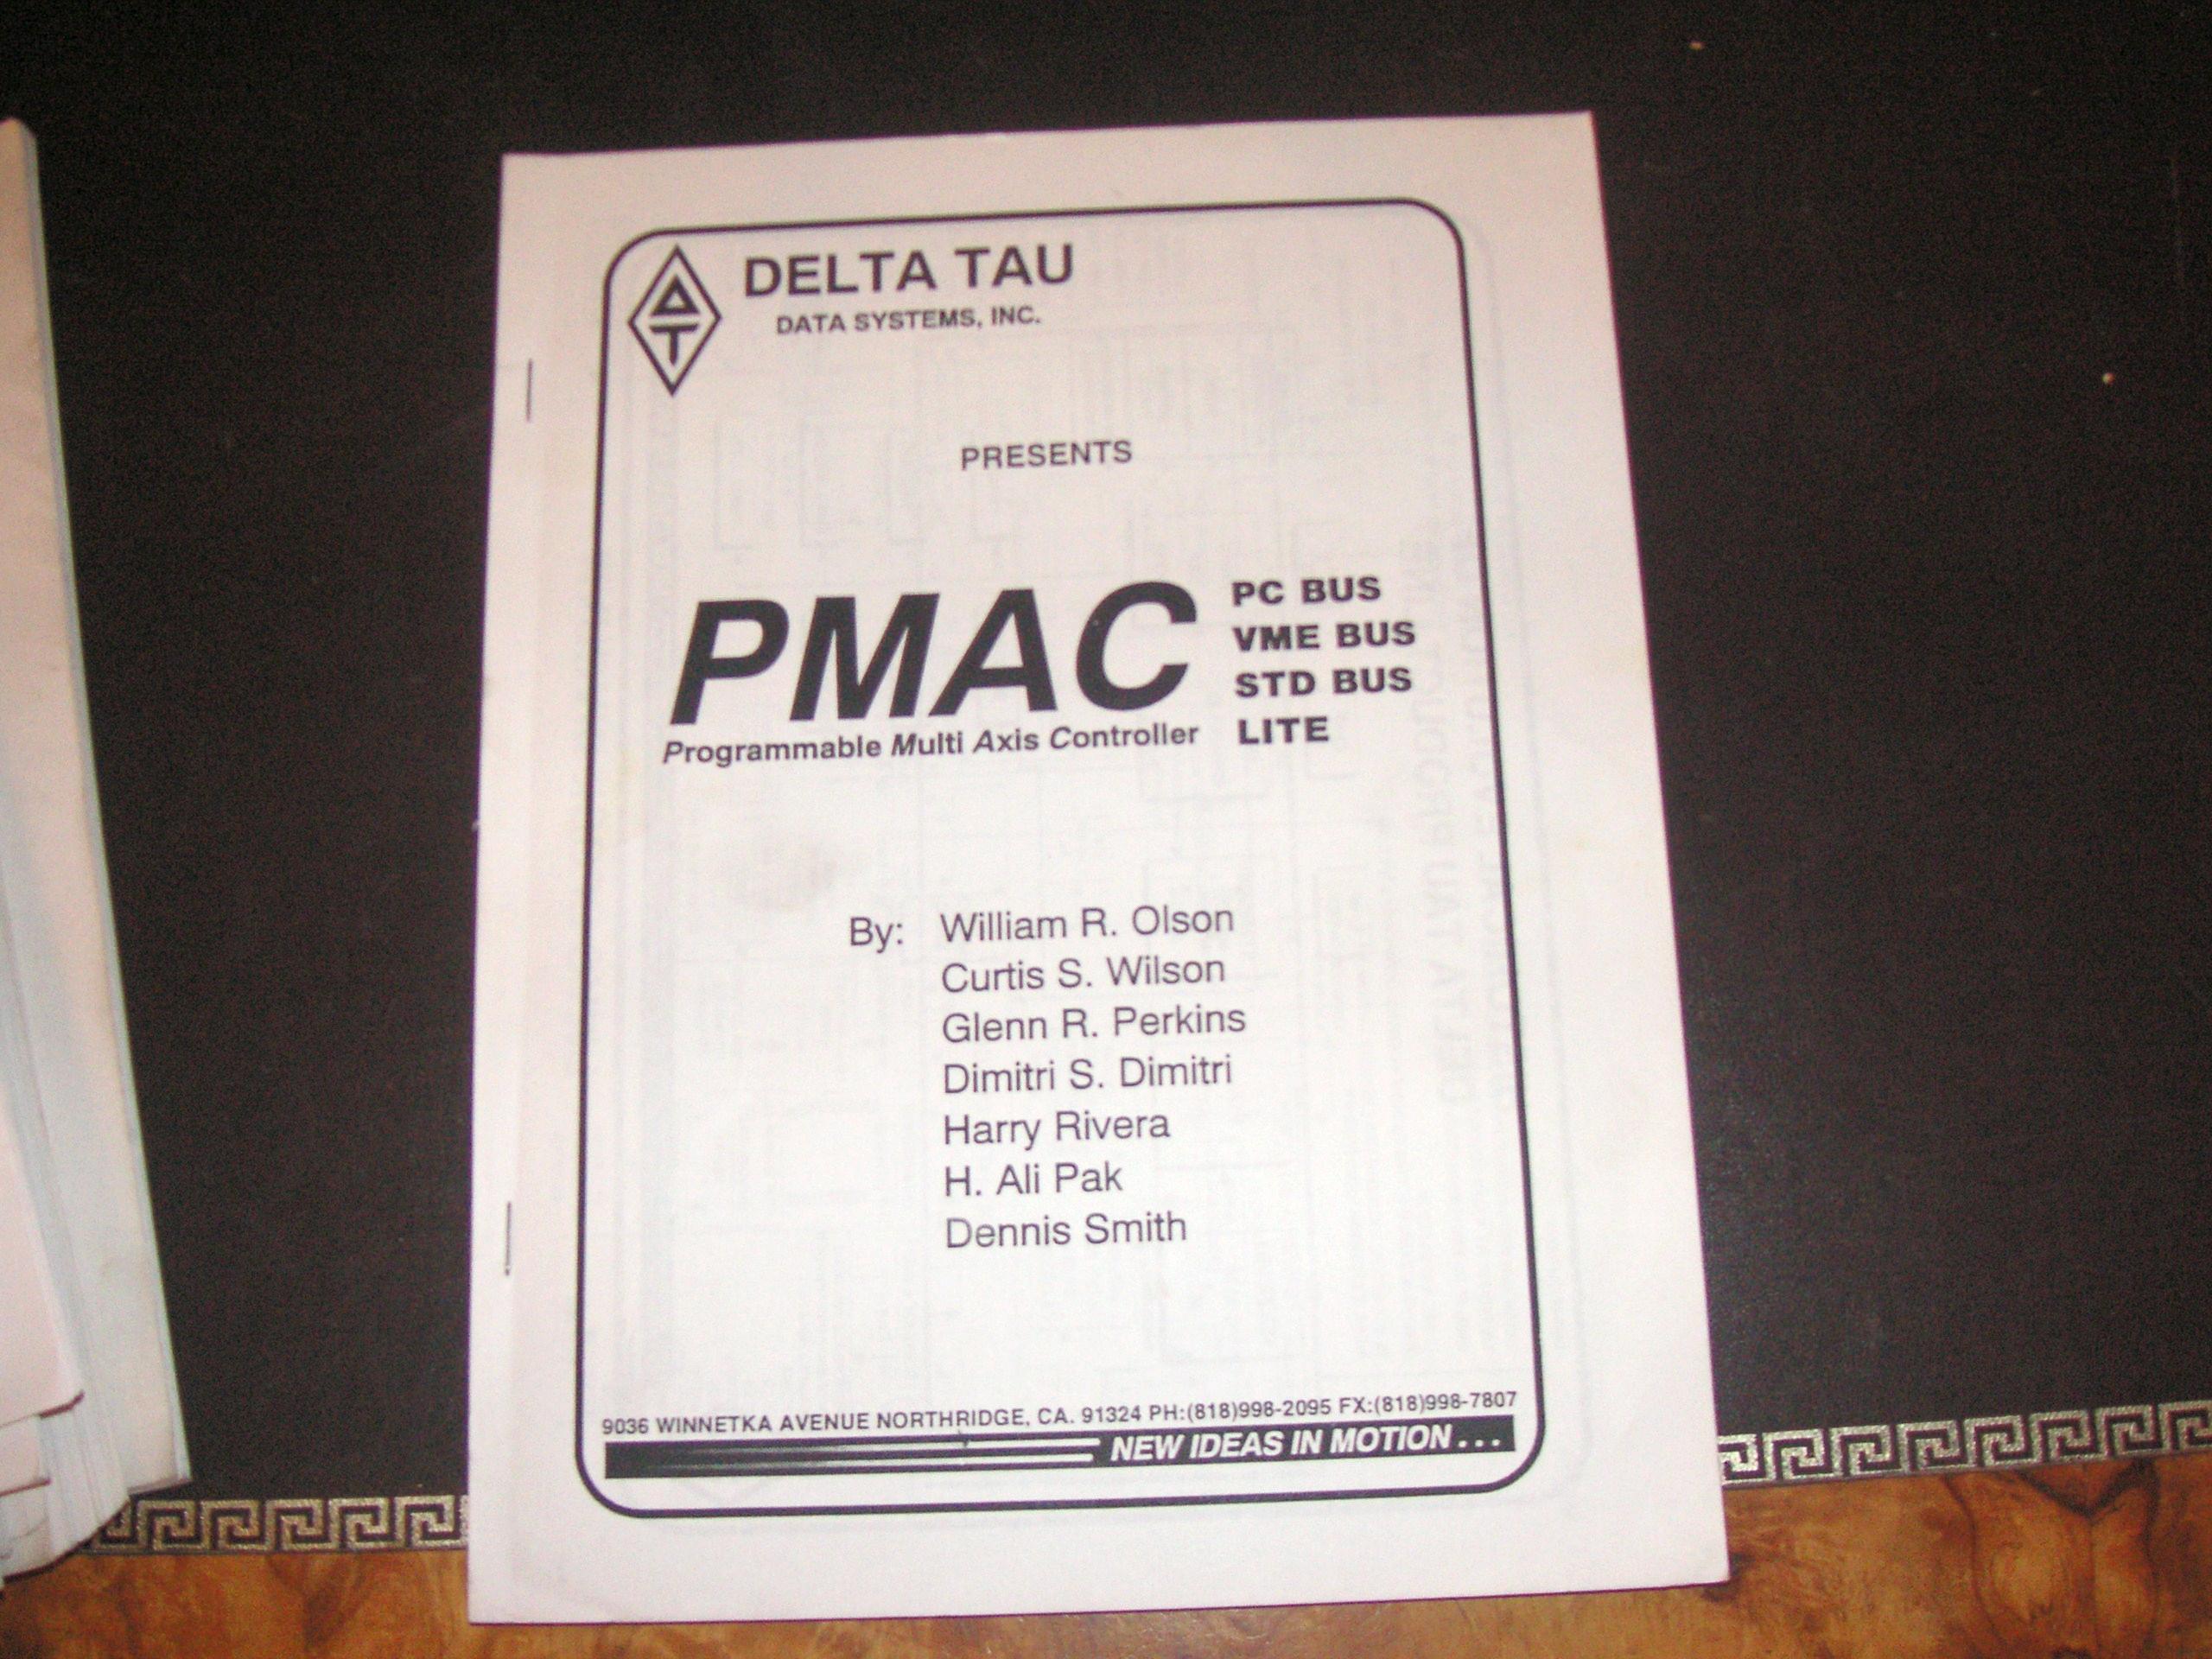 DELTA TAU
DATA SYSTEMS, INC.
PRESENTS
PMAC
Programmable Multi Axis Controller
PC BUS
VME BUS
STD BUS
LITE
By: William R. Olson
Curtis S. Wilson
Glenn R. Perkins
Dimitri S. Dimitri
Harry Rivera
H. Ali Pak
Dennis Smith
9036 WINNETKA AVENUE NORTHRIDGE, CA. 91324 PH:(818)998-2095 FX:(818)998-7807
NEW IDEAS IN MOTION . . .